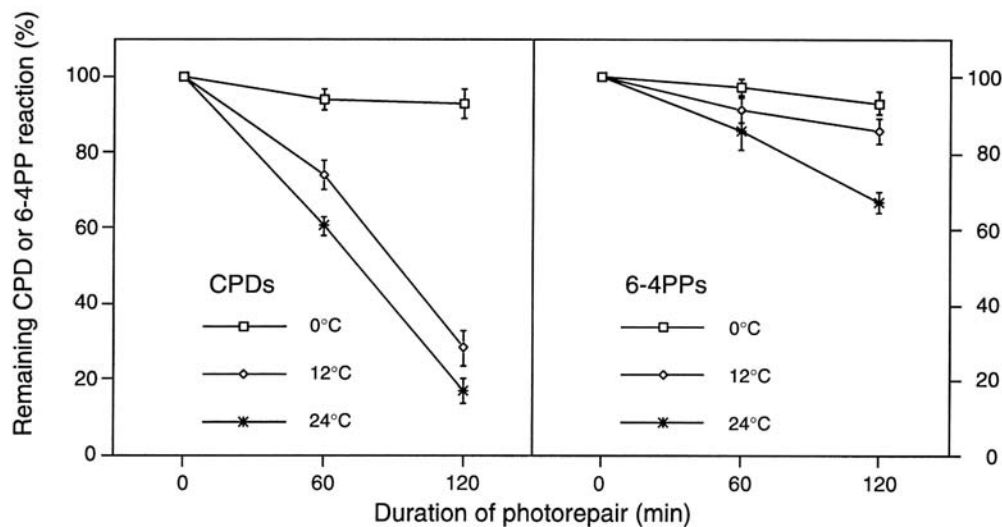 Remaining CPD or 6-4PP reaction (%)
100
80
60
40
20
0
CPDs
0°C
12°C
24°C
0
60
120
6-4PPs
0°C
12°C
24°C
0
60
120
100
80
60
40
20
0
Duration of photorepair (min)